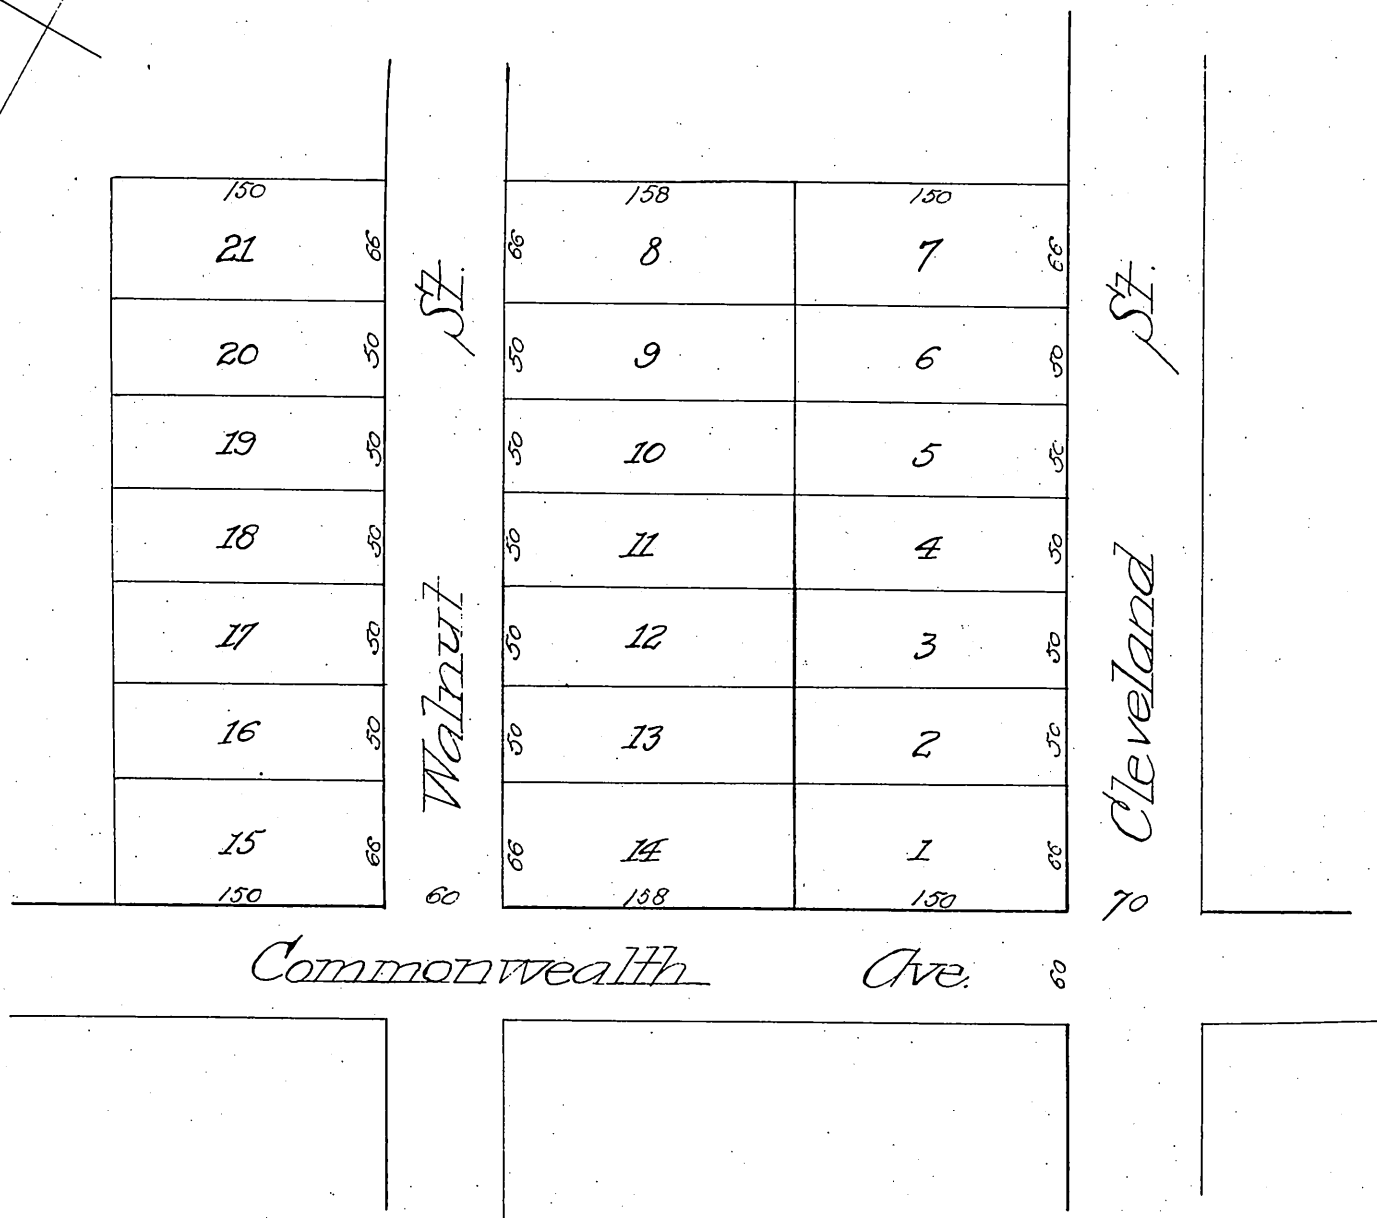 150 158 150
21 66 66 8 7 66
20 50 50 9 6 50
19 50 50 10 5 50
18 50 50 11 4 50
17 50 50 12 3 50
16 50 50 13 2 50
15 66 66 14 1 66
150 60 158 150 70
Walnut St.
Cleveland St.
Commonwealth Ave. 60